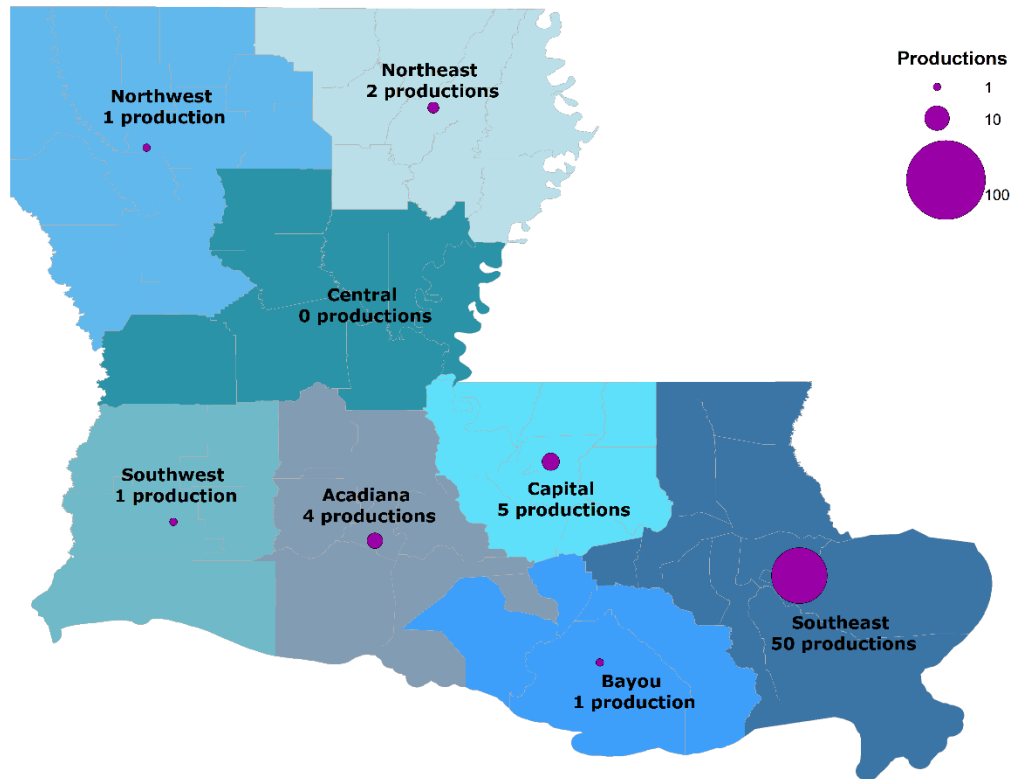 Productions
1
10
100
Northeast
2 productions
Northwest
1 production
Central
0 productions
Southwest
1 production
Acadiana
4 productions
Capital
5 productions
Southeast
50 productions
Bayou
1 production